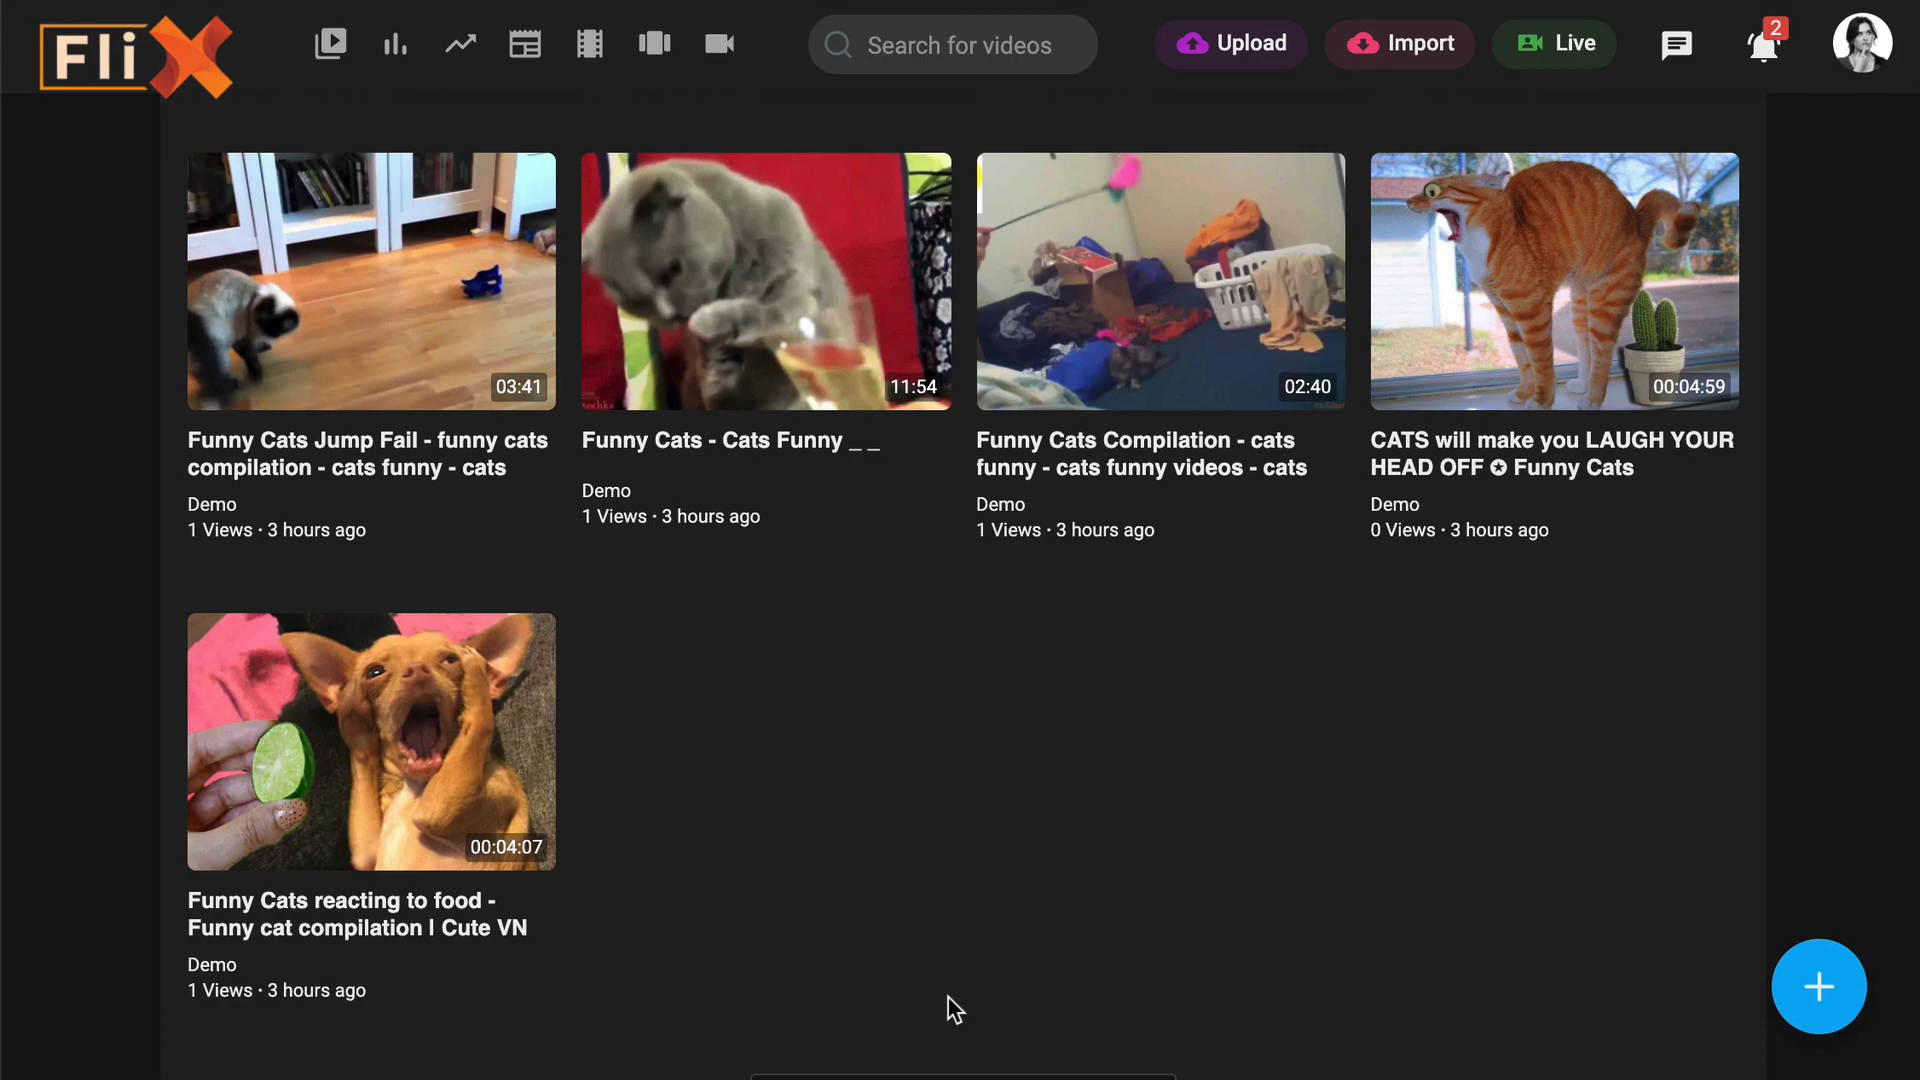 Fli
Search for videos
Upload
Import
Live
2
03:41
11:54
02:40
00:04:59
Funny Cats Jump Fail - funny cats
compilation - cats funny - cats
Demo
1 Views · 3 hours ago
Funny Cats - Cats Funny _ _
Demo
1 Views · 3 hours ago
Funny Cats Compilation - cats
funny - cats funny videos - cats
Demo
1 Views · 3 hours ago
CATS will make you LAUGH YOUR
HEAD OFF ✪ Funny Cats
Demo
0 Views · 3 hours ago
00:04:07
Funny Cats reacting to food -
Funny cat compilation l Cute VN
Demo
1 Views · 3 hours ago